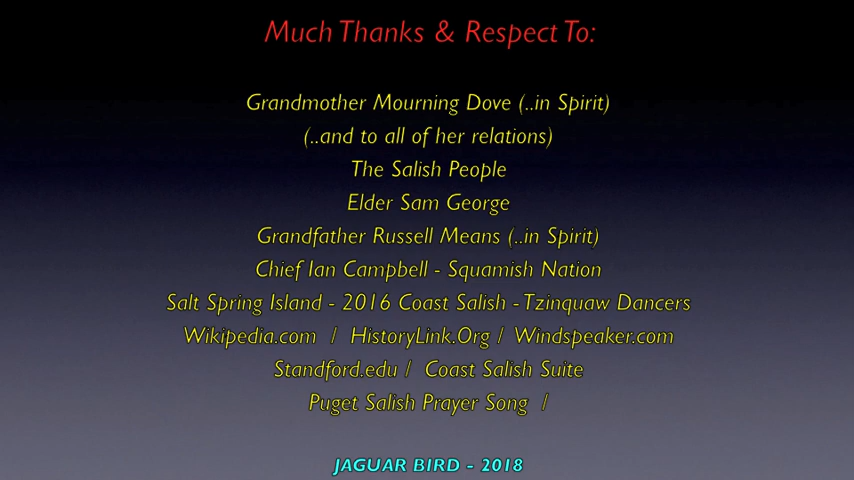 Much Thanks & Respect To:
Grandmother Mourning Dove (..in Spirit)
(..and to all of her relations)
The Salish People
Elder Sam George
Grandfather Russell Means (..in Spirit)
Chief Ian Campbell - Squamish Nation
Salt Spring Island - 2016 Coast Salish - Tzinquaw Dancers
Wikipedia.com / HistoryLink.Org / Windspeaker.com
Standford.edu / Coast Salish Suite
Puget Salish Prayer Song /
JAGUAR BIRD - 2018